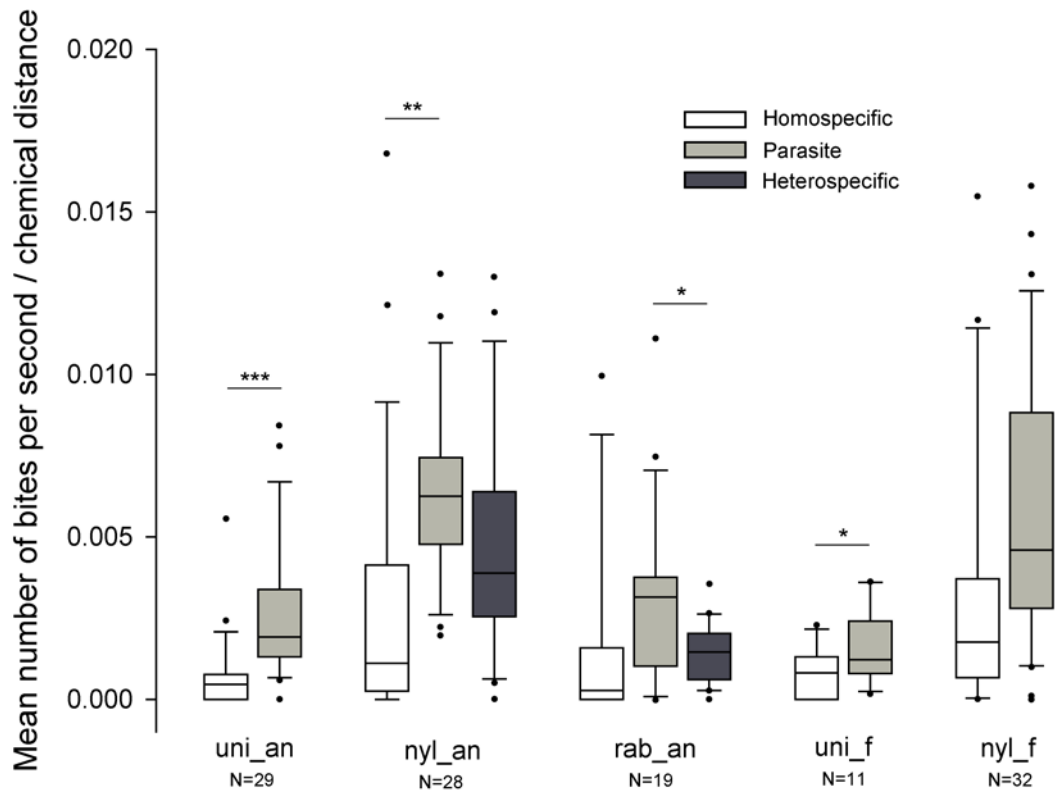 Mean number of bites per second / chemical distance
0.020
0.015
0.010
0.005
0.000
***
**
*
*
Homospecific
Parasite
Heterospecific
uni_an
N=29
nyl_an
N=28
rab_an
N=19
uni_f
N=11
nyl_f
N=32